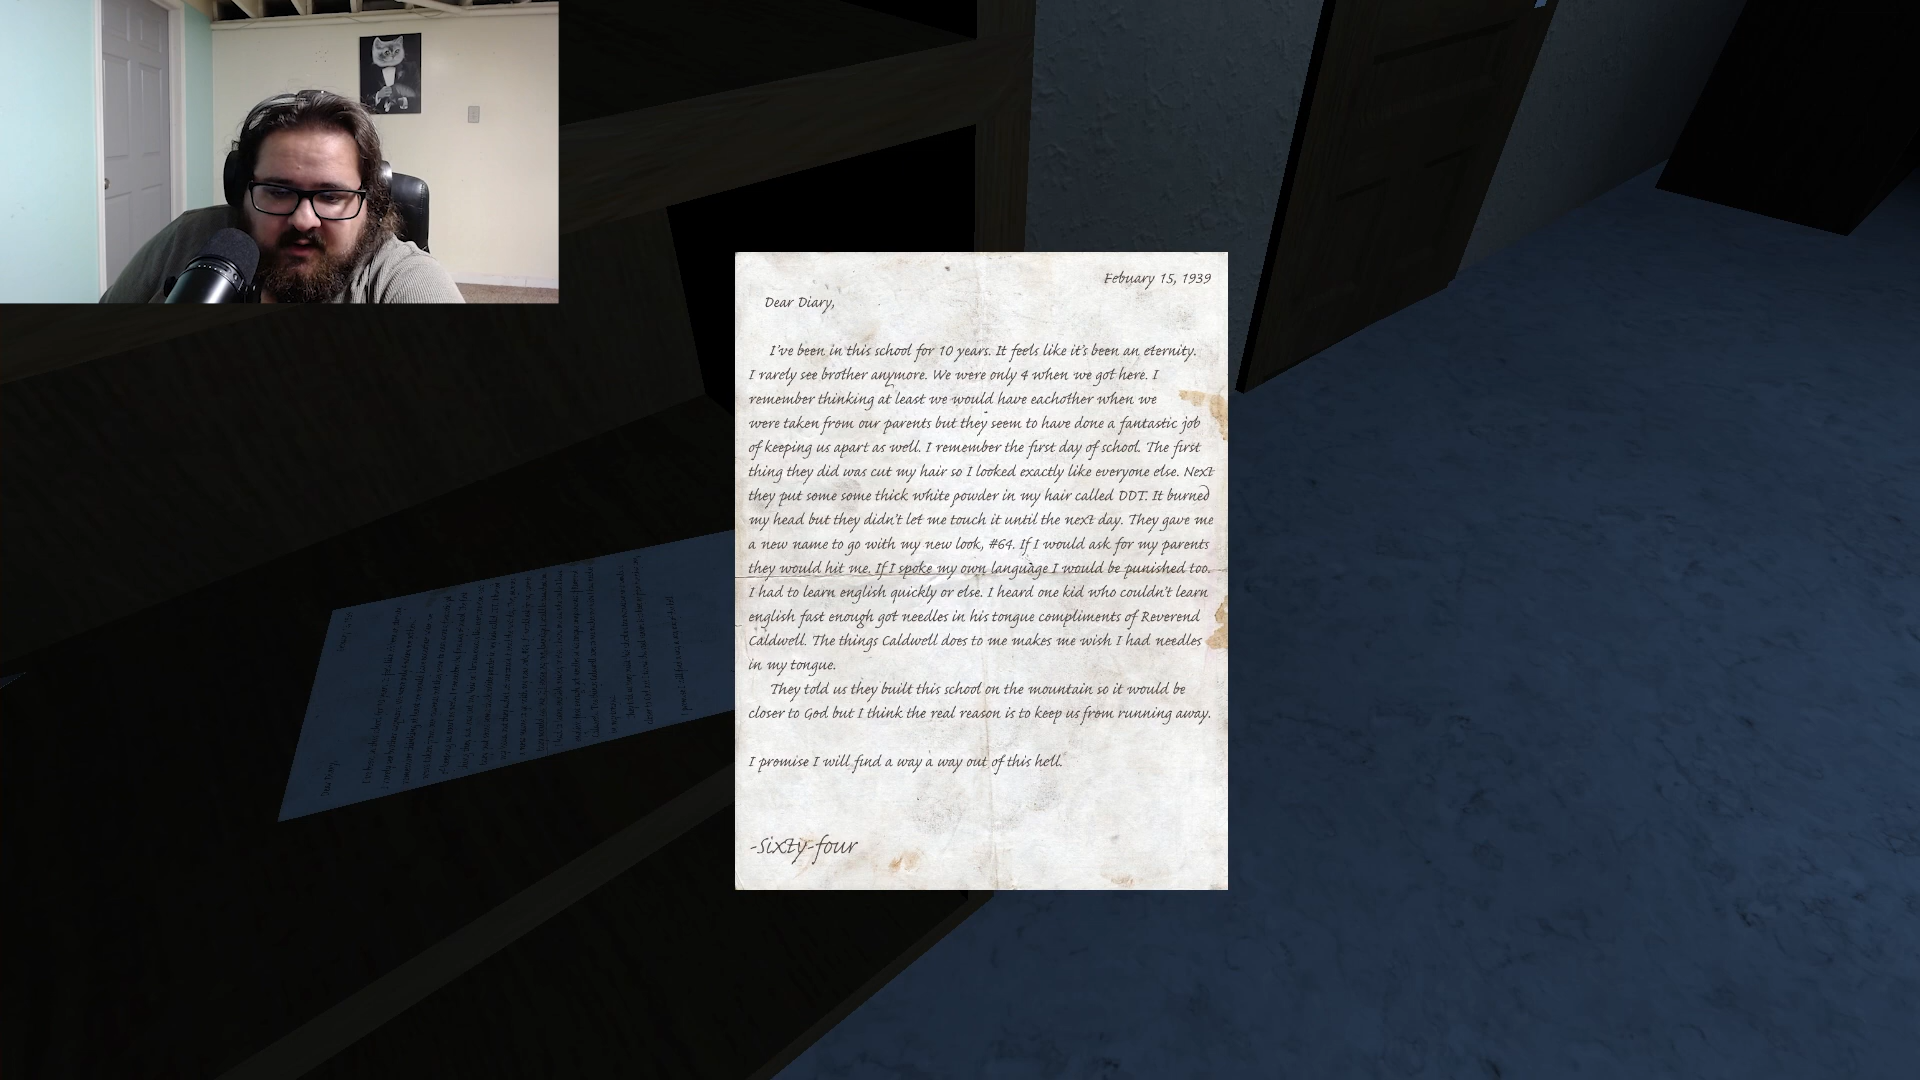 Febuary 15, 1939
Dear Diary,
I've been in this school for 10 years. It feels like it's been an eternity.
I rarely see brother anymore. We were only 4 when we got here. I
remember thinking at least we would have eachother when we
were taken from our parents but they seem to have done a fantastic job
of keeping us apart as well. I remember the first day of school. The first
thing they did was cut my hair so I looked exactly like everyone else. Next
they put some some thick white powder in my hair called DDT. It burned
my head but they didn't let me touch it until the next day. They gave me
a new name to go with my new look, #64. If I would ask for my parents
they would hit me. If I spoke my own language I would be punished too.
I had to learn english quickly or else. I heard one kid who couldn't learn
english fast enough got needles in his tongue compliments of Reverend
Caldwell. The things Caldwell does to me makes me wish I had needles
in my tongue.
They told us they built this school on the mountain so it would be
closer to God but I think the real reason is to keep us from running away.
I promise I will find a way a way out of this hell.
-Sixty-four